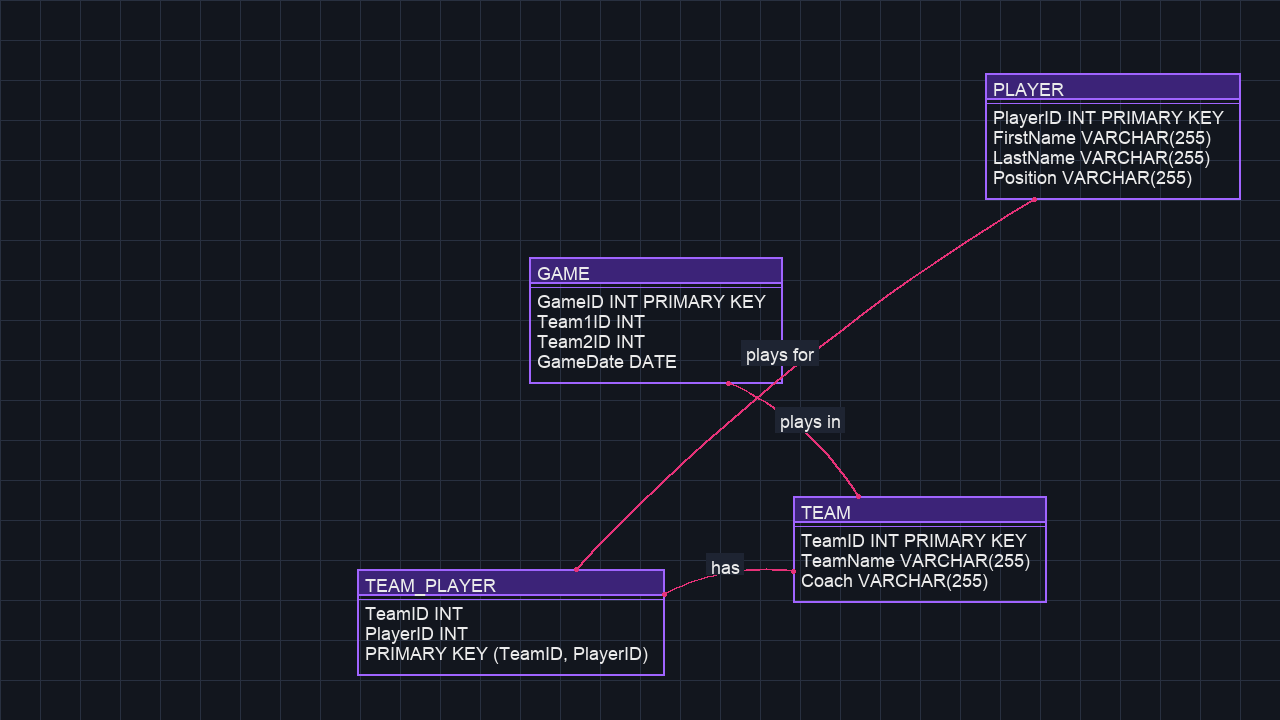 PLAYER
PlayerID INT PRIMARY KEY
FirstName VARCHAR(255)
LastName VARCHAR(255)
Position VARCHAR(255)
GAME
GameID INT PRIMARY KEY
Team1ID INT
Team2ID INT
GameDate DATE
plays for
plays in
TEAM
TeamID INT PRIMARY KEY
TeamName VARCHAR(255)
Coach VARCHAR(255)
has
TEAM_PLAYER
TeamID INT
PlayerID INT
PRIMARY KEY (TeamID, PlayerID)